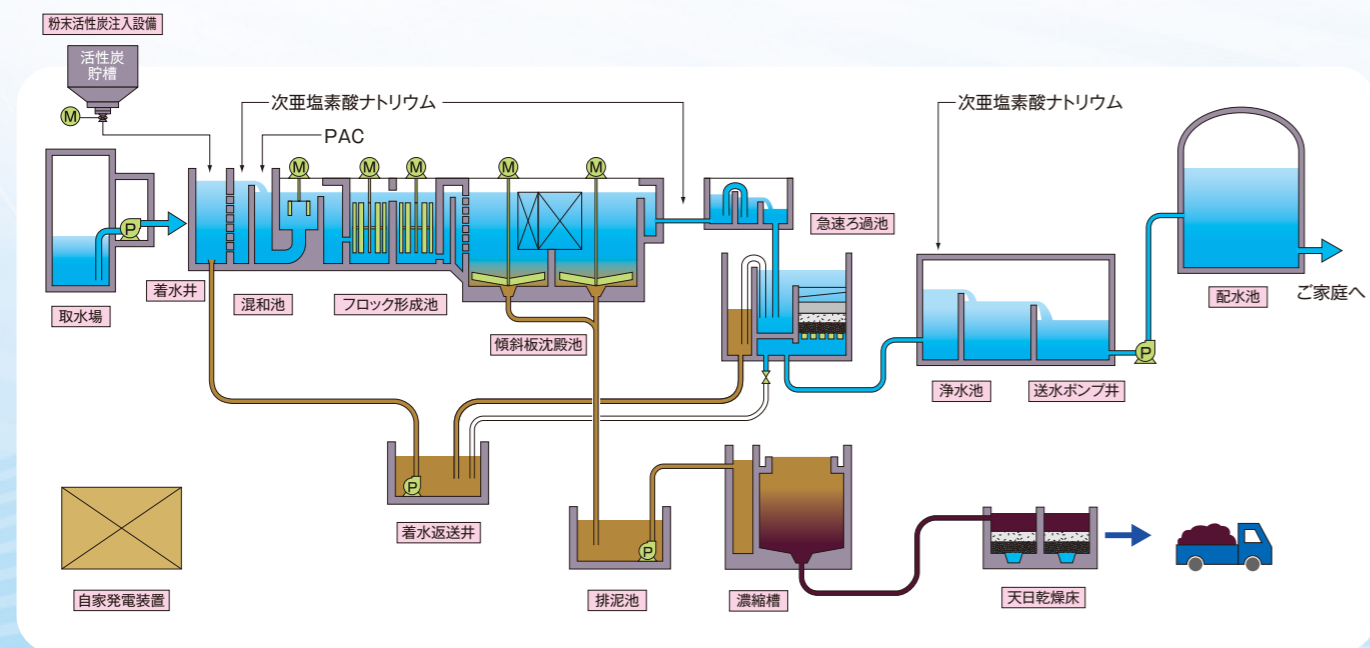 粉末活性炭注入設備
活性炭
貯槽
M
次亜塩素酸ナトリウム
次亜塩素酸ナトリウム
PAC
M
M
M
M
M
P
急速ろ過池
着水井
混和池
フロック形成池
取水場
傾斜板沈殿池
配水池
ご家庭へ
P
浄水池
送水ポンプ井
P
着水返送井
P
自家発電装置
排泥池
濃縮槽
天日乾燥床